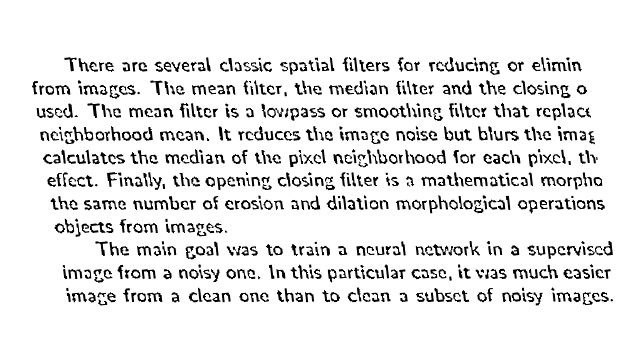 There are several classic spatial filters for reducing or elimin
from images. The mean filter, the median filter and the closing o
used. The mean filter is a lowpass or smoothing filter that replac
neighborhood mean. It reduces the image noise but blurs the imag
calculates the median of the pixel neighborhood for each pixel, th
effect. Finally, the opening closing filter is a mathematical morpho
the same number of erosion and dilation morphological operations
objects from images.
The main goal was to train a neural network in a supervised
image from a noisy one. In this particular case, it was much easier
image from a clean one than to clean a subset of noisy images.